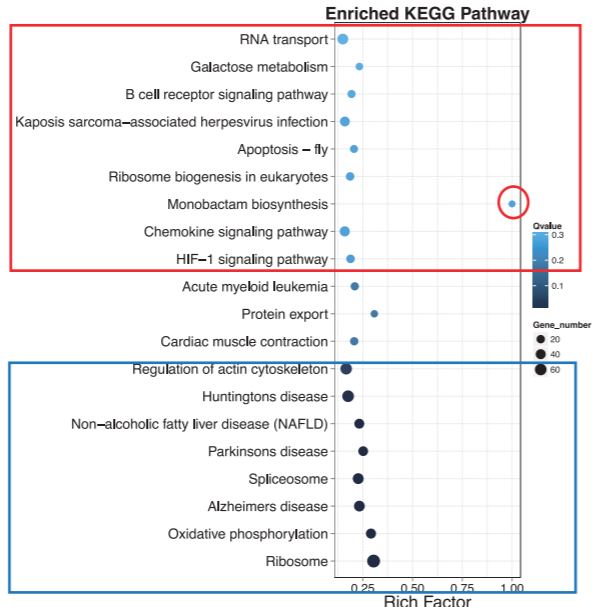 Enriched KEGG Pathway
RNA transport
Galactose metabolism
B cell receptor signaling pathway
Kaposis sarcoma–associated herpesvirus infection
Apoptosis – fly
Ribosome biogenesis in eukaryotes
Monobactam biosynthesis
Chemokine signaling pathway
HIF–1 signaling pathway
Acute myeloid leukemia
Protein export
Cardiac muscle contraction
Regulation of actin cytoskeleton
Huntingtons disease
Non–alcoholic fatty liver disease (NAFLD)
Parkinsons disease
Spliceosome
Alzheimers disease
Oxidative phosphorylation
Ribosome
0.25 0.50 0.75 1.00
Rich Factor
Qvalue
0.3
0.2
0.1
Gene_number
20
40
60